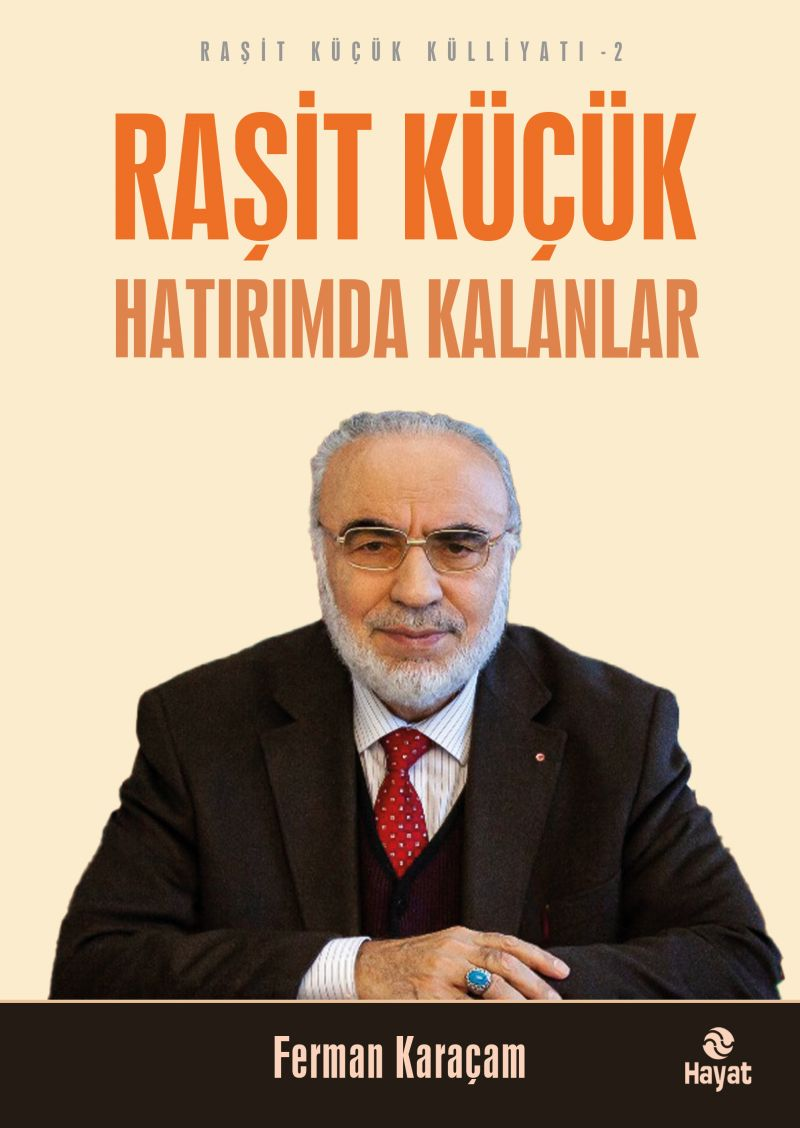 RAŞİT KÜÇÜK KÜLLİYATI - 2
RAŞİT KÜÇÜK
HATIRIMDA KALANLAR
Ferman Karaçam
Hayat